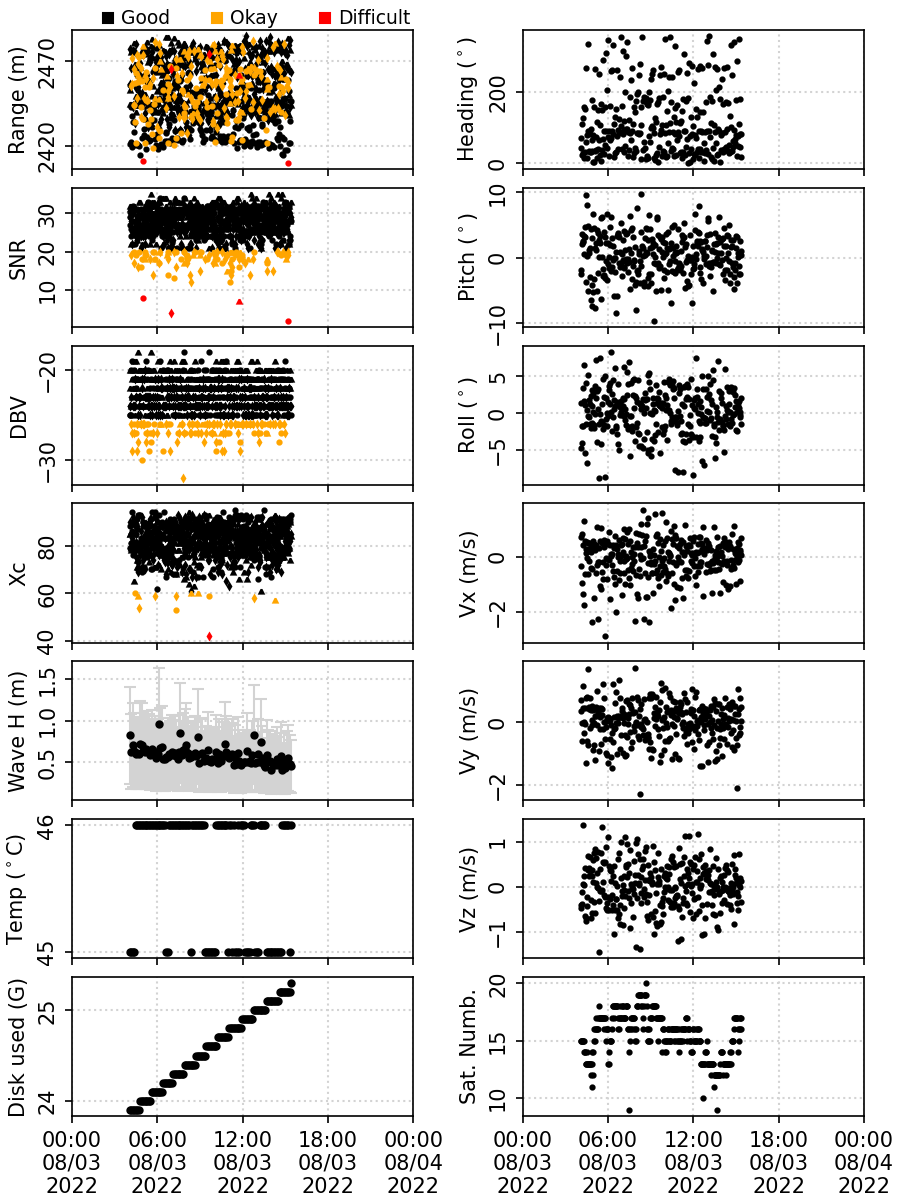 Good Okay Difficult
Range (m)
2470
2420
Heading (°)
200
0
SNR
30
20
10
Pitch (°)
10
0
−10
DBV
−20
−30
Roll (°)
5
0
−5
Xc
80
60
40
Vx (m/s)
0
−2
Wave H (m)
1.5
1.0
0.5
Vy (m/s)
0
−2
Temp (°C)
46
45
Vz (m/s)
1
0
−1
Disk used (G)
25
24
Sat. Numb.
20
15
10
00:00 06:00 12:00 18:00 00:00
08/03 08/03 08/03 08/03 08/04
2022 2022 2022 2022 2022
00:00 06:00 12:00 18:00 00:00
08/03 08/03 08/03 08/03 08/04
2022 2022 2022 2022 2022